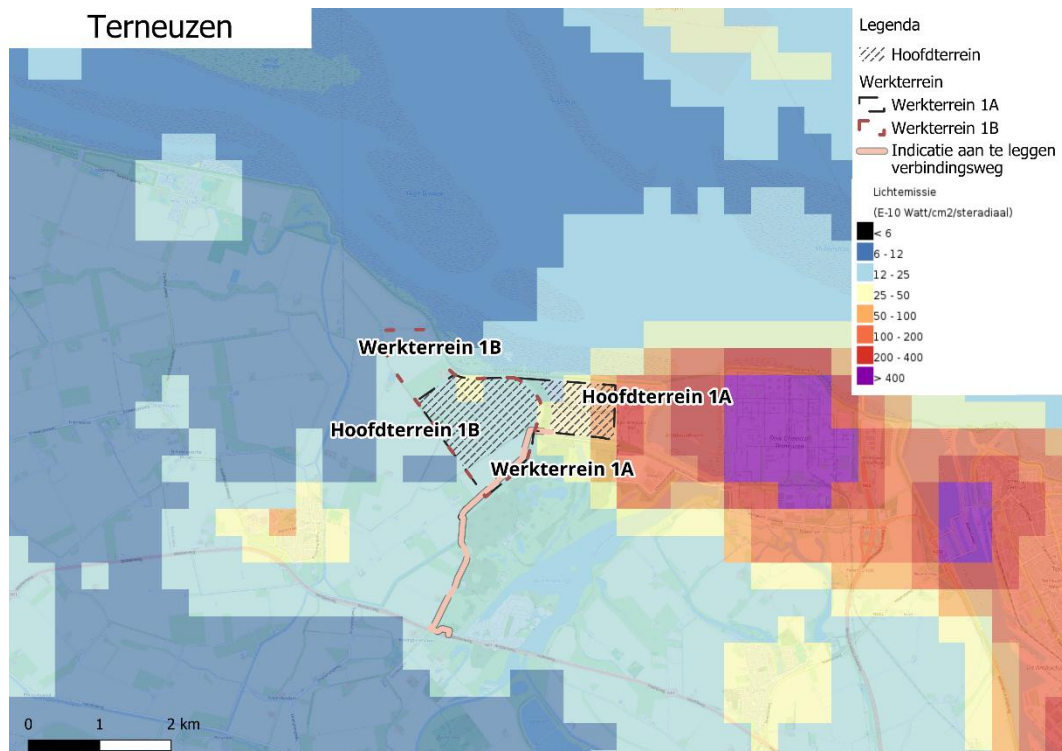 Terneuzen
Legenda
Hoofdterrein
Werkterrein
Werkterrein 1A
Werkterrein 1B
Indicatie aan te leggen
verbindingsweg
Lichtemissie
(E-10 Watt/cm2/steradiaal)
< 6
6 - 12
12 - 25
25 - 50
50 - 100
100 - 200
200 - 400
> 400
Werkterrein 1B
Hoofdterrein 1A
Hoofdterrein 1B
Werkterrein 1A
0 1 2 km